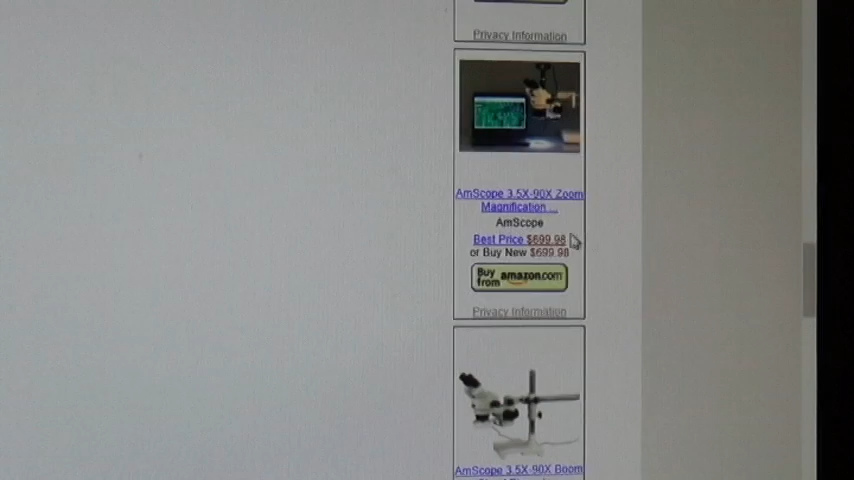 Privacy Information
AmScope 3.5X-90X Zoom
Magnification ...
AmScope
Best Price $699.98
or Buy New $699.98
Buy
from amazon.com
Privacy Information
AmScope 3.5X-90X Boom